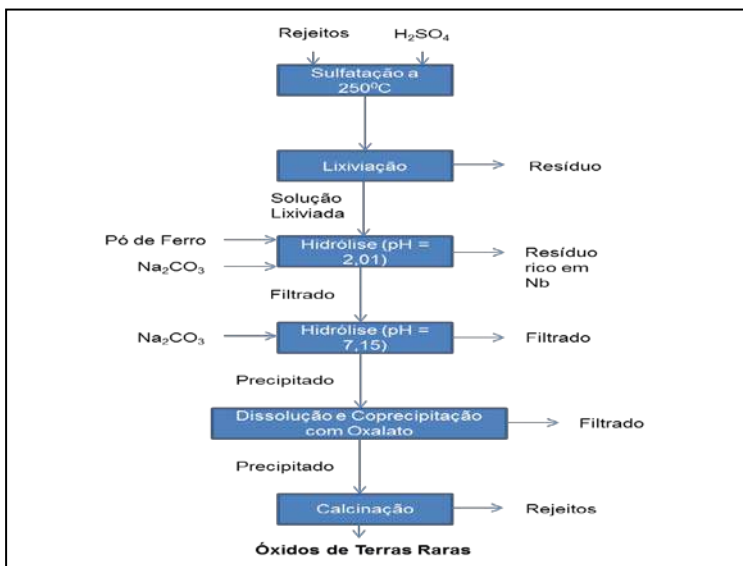 Rejeitos
H₂SO₄
Sulfatação a
250⁰C
Lixiviação
Resíduo
Solução
Lixiviada
Pó de Ferro
Na₂CO₃
Hidrólise (pH =
2,01)
Resíduo
rico em
Nb
Filtrado
Na₂CO₃
Hidrólise (pH =
7,15)
Filtrado
Precipitado
Dissolução e Coprecipitação
com Oxalato
Filtrado
Precipitado
Calcinação
Rejeitos
Óxidos de Terras Raras